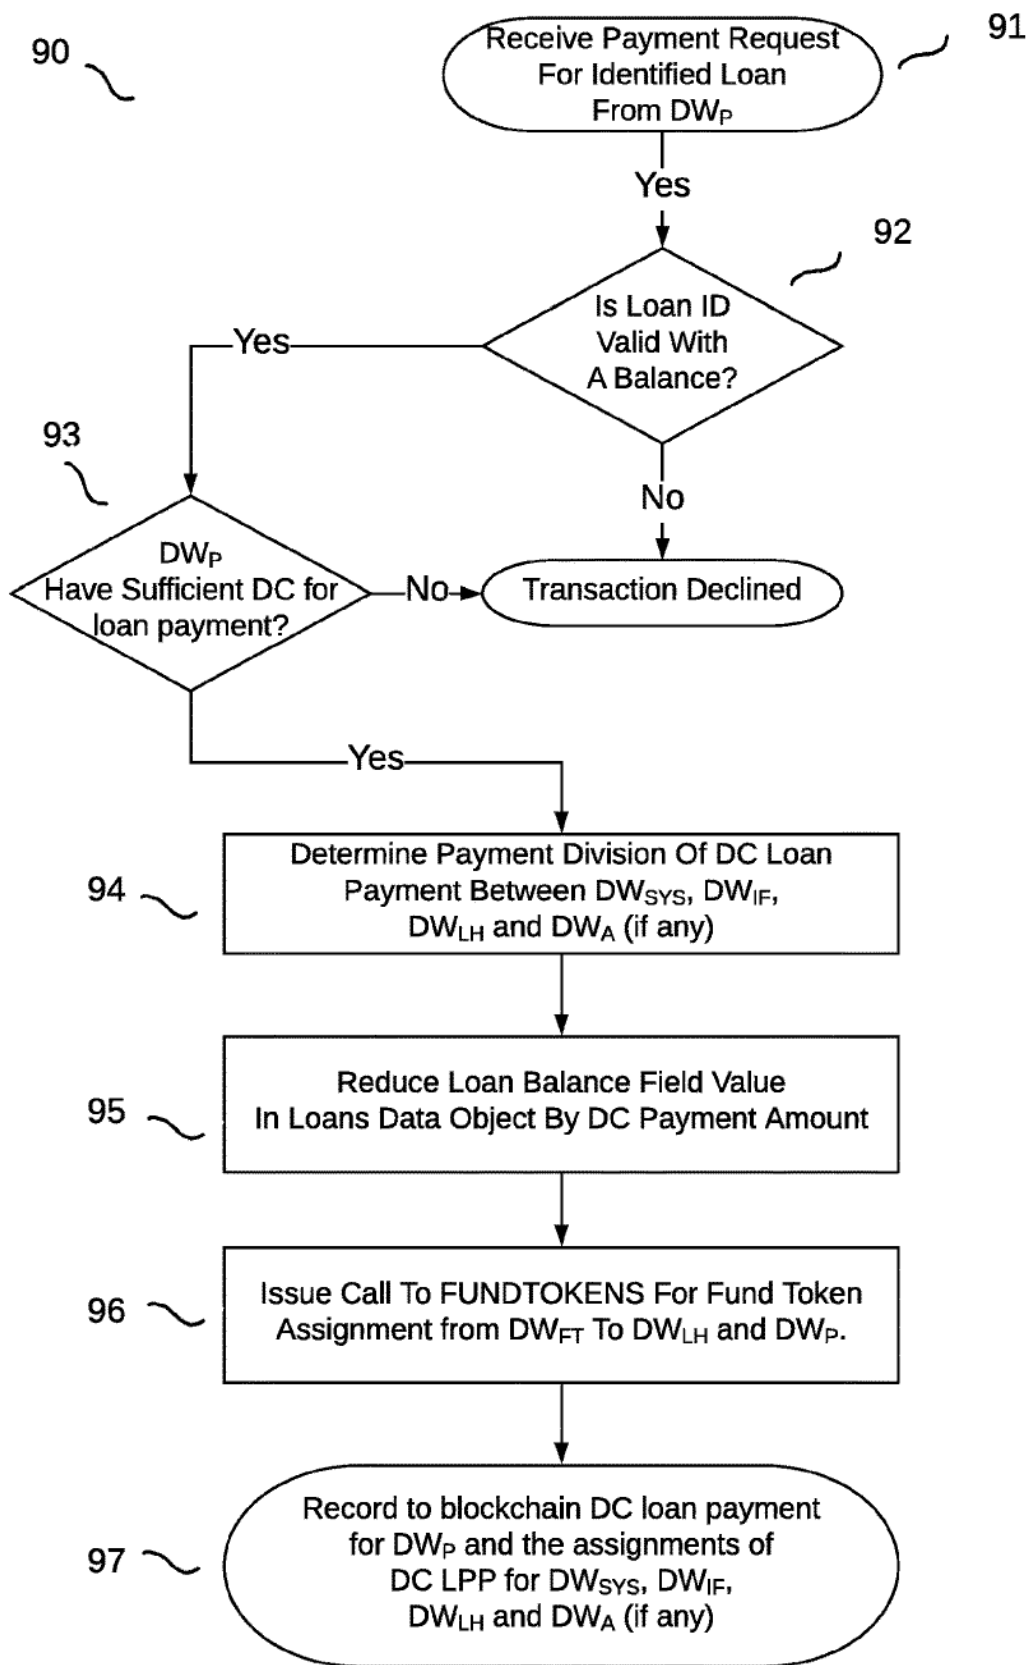 90
Receive Payment Request
For Identified Loan
From DWP
91
Yes
92
Is Loan ID
Valid With
A Balance?
Yes
No
93
DWP
Have Sufficient DC for
loan payment?
No
Transaction Declined
Yes
94
Determine Payment Division Of DC Loan
Payment Between DWSYS, DWIF,
DWLH and DWA (if any)
95
Reduce Loan Balance Field Value
In Loans Data Object By DC Payment Amount
96
Issue Call To FUNDTOKENS For Fund Token
Assignment from DWFT To DWLH and DWP.
97
Record to blockchain DC loan payment
for DWP and the assignments of
DC LPP for DWSYS, DWIF,
DWLH and DWA (if any)